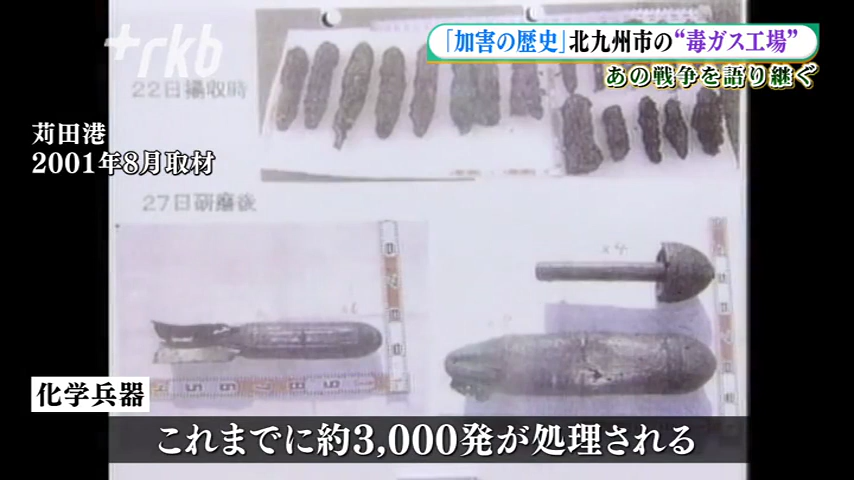 rkb
「加害の歴史」北九州市の“毒ガス工場”
あの戦争を語り継ぐ
22日揚収時
苅田港
2001年8月取材
27日研磨後
化学兵器
これまでに約3,000発が処理される